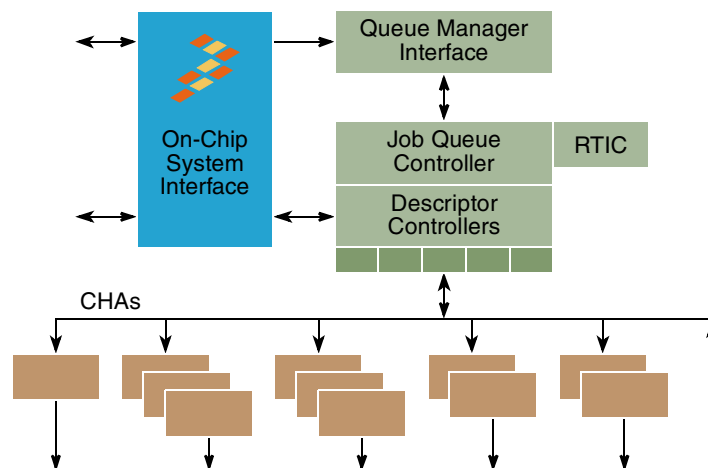 Queue Manager
Interface
On-Chip
System
Interface
Job Queue
Controller
RTIC
Descriptor
Controllers
CHAs